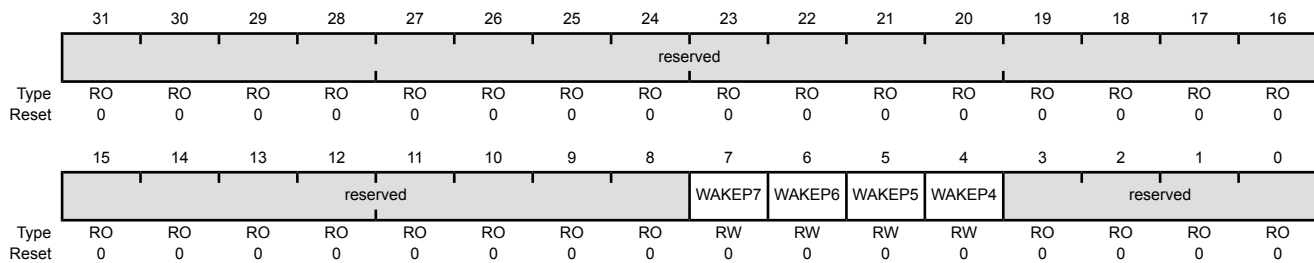 31 30 29 28 27 26 25 24 23 22 21 20 19 18 17 16
reserved
Type RO RO RO RO RO RO RO RO RO RO RO RO RO RO RO RO
Reset 0 0 0 0 0 0 0 0 0 0 0 0 0 0 0 0
15 14 13 12 11 10 9 8 7 6 5 4 3 2 1 0
reserved WAKEP7 WAKEP6 WAKEP5 WAKEP4 reserved
Type RO RO RO RO RO RO RO RO RW RW RW RW RO RO RO RO
Reset 0 0 0 0 0 0 0 0 0 0 0 0 0 0 0 0